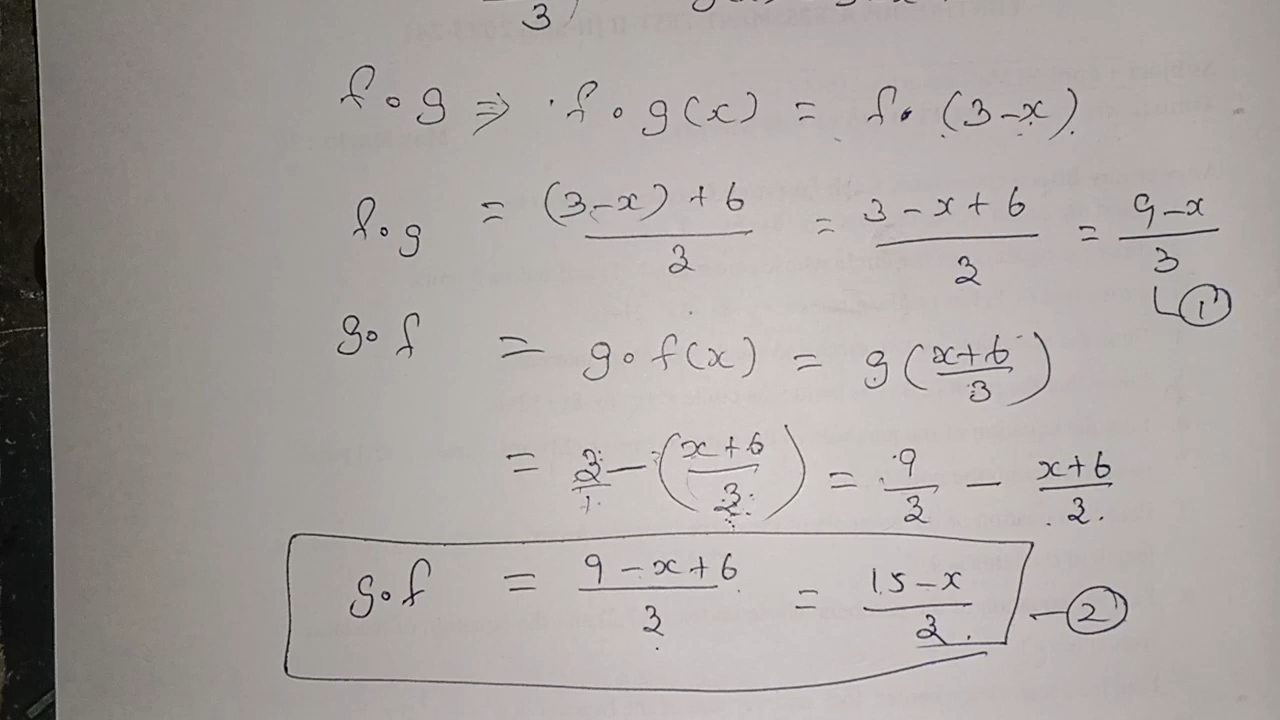 3
f∘g ⇒ f∘g(x) = f∘(3-x)
f∘g = (3-x)+6/3 = 3-x+6/3 = 9-x/3
①
g∘f = g∘f(x) = g(x+6/3)
= 3/1 - (x+6/3) = 9/3 - x+6/3
g∘f = 9-x+6/3 = 15-x/3 - ②